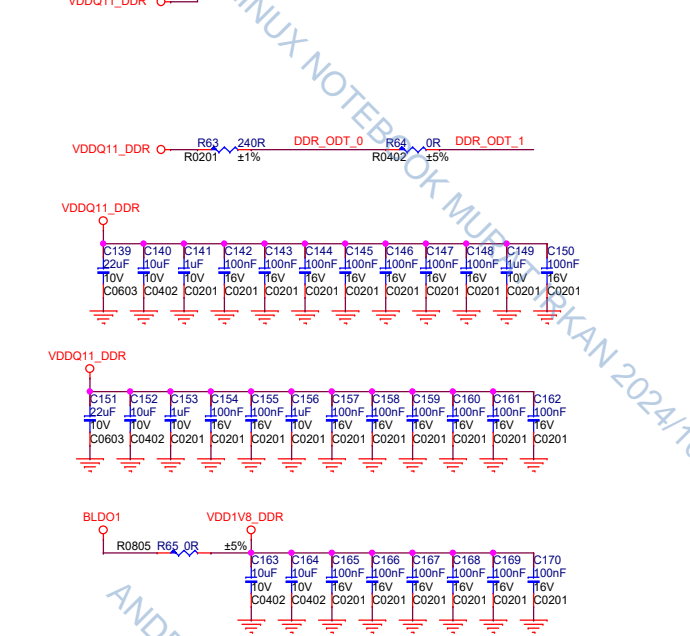 VDDQ11_DDR
VDDQ11_DDR R63 240R DDR_ODT_0 R64 0R DDR_ODT_1
R0201 ±1% R0402 ±5%
VDDQ11_DDR
C139 C140 C141 C142 C143 C144 C145 C146 C147 C148 C149 C150
22uF 10uF 1uF 100nF 100nF 100nF 100nF 100nF 100nF 100nF 1uF 100nF
10V 10V 10V 16V 16V 16V 16V 16V 16V 16V 10V 16V
C0603 C0402 C0201 C0201 C0201 C0201 C0201 C0201 C0201 C0201 C0201 C0201
VDDQ11_DDR
C151 C152 C153 C154 C155 C156 C157 C158 C159 C160 C161 C162
22uF 10uF 1uF 100nF 100nF 1uF 100nF 100nF 100nF 100nF 100nF 100nF
10V 10V 10V 16V 16V 10V 16V 16V 16V 16V 16V 16V
C0603 C0402 C0201 C0201 C0201 C0201 C0201 C0201 C0201 C0201 C0201 C0201
BLDO1 VDD1V8_DDR
R0805 R65 0R ±5%
C163 C164 C165 C166 C167 C168 C169 C170
10uF 10uF 100nF 100nF 100nF 100nF 100nF 100nF
10V 10V 16V 16V 16V 16V 16V 16V
C0402 C0402 C0201 C0201 C0201 C0201 C0201 C0201
NOTEBOOK MURAT IRKAN 2024/1